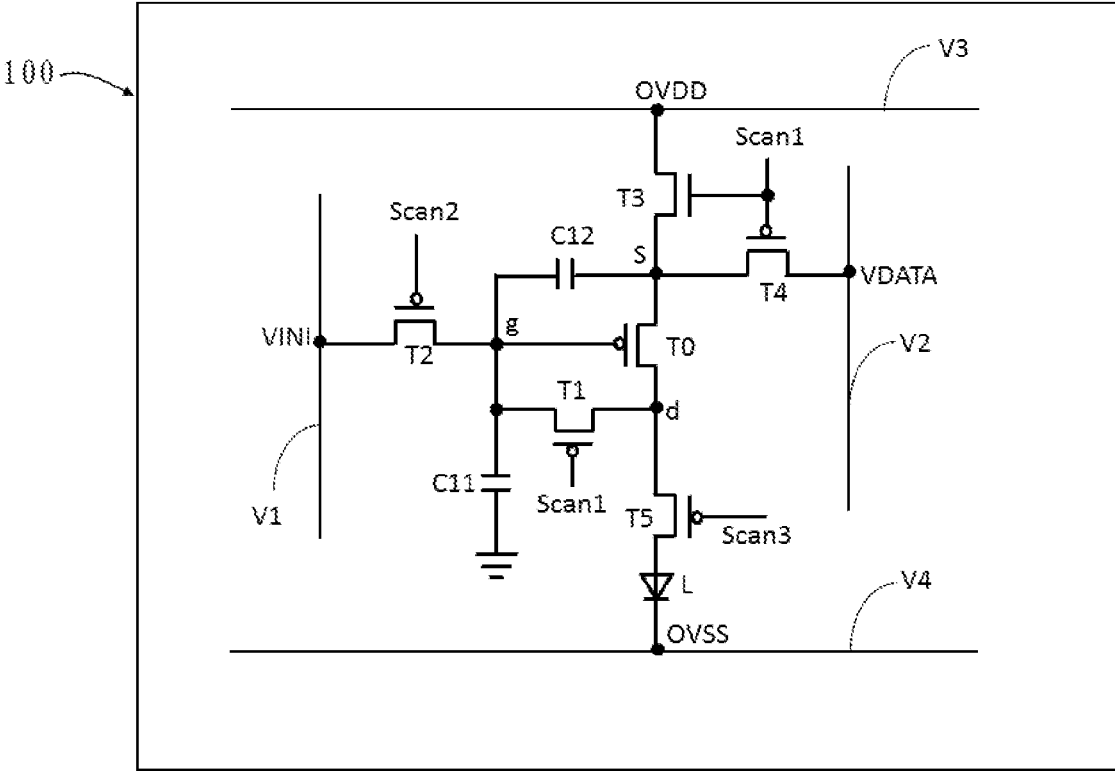 V3
100
OVDD
Scan1
T3
Scan2
C12
S
VDATA
T4
g
VINI
T2
T0
V2
T1
d
C11
Scan1
T5
V1
Scan3
L
V4
OVSS